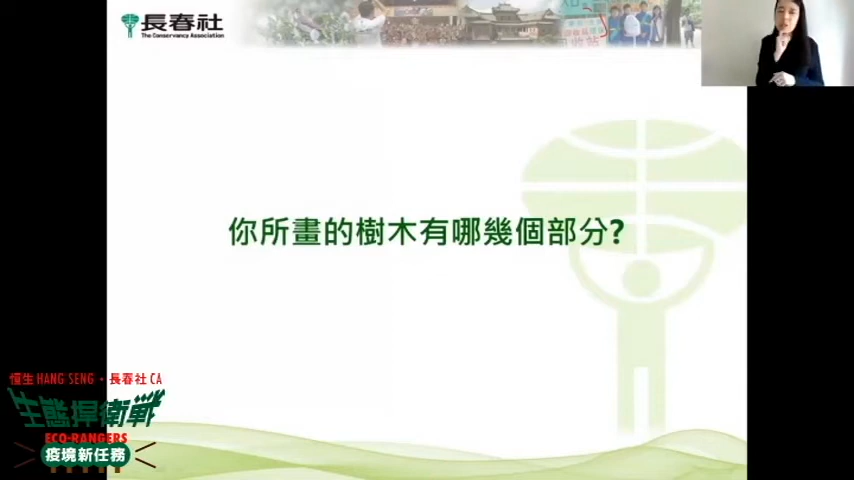 長春社
The Conservancy Association
你所畫的樹木有哪幾個部分?
恒生 HANG SENG · 長春社 CA
生態捍衛戰
ECO-RANGERS
疫境新任務